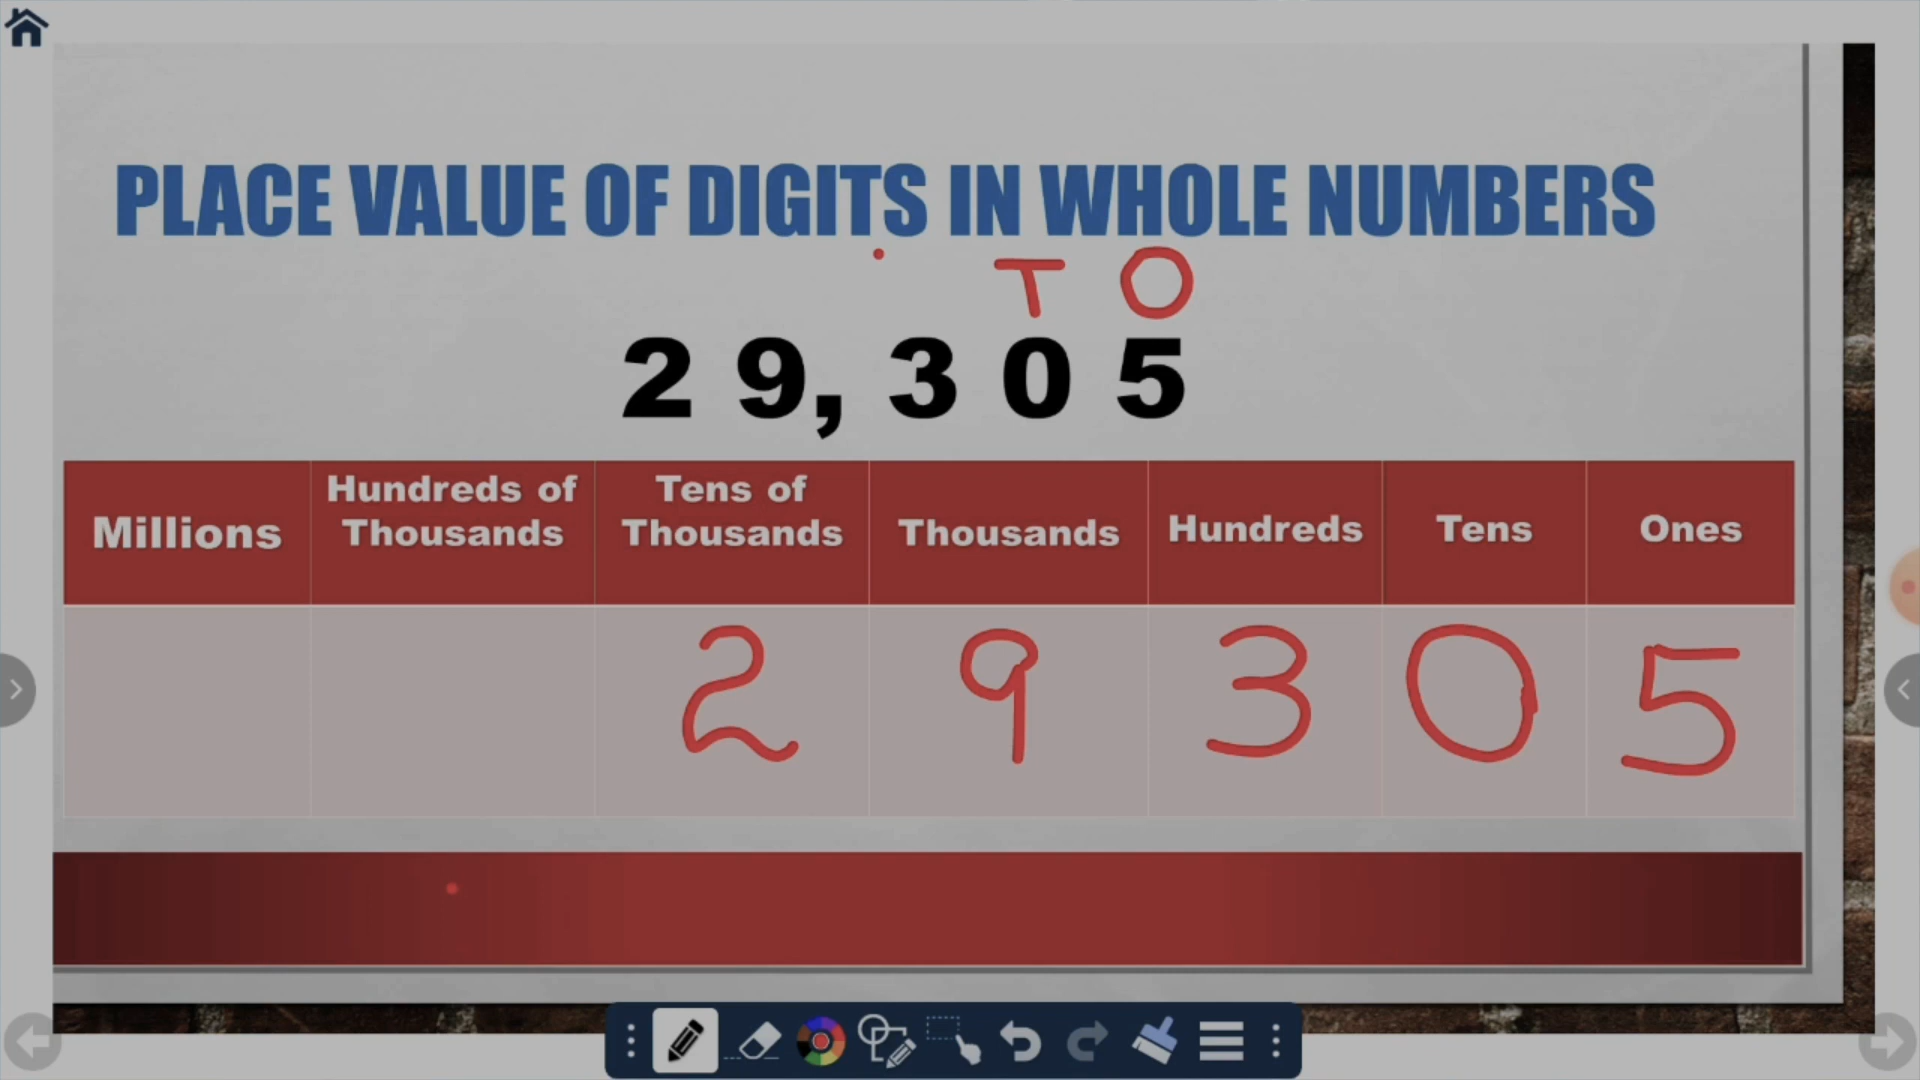 PLACE VALUE OF DIGITS IN WHOLE NUMBERS
T O
2 9, 3 0 5
Millions Hundreds of Thousands Tens of Thousands Thousands Hundreds Tens Ones
2 9 3 0 5